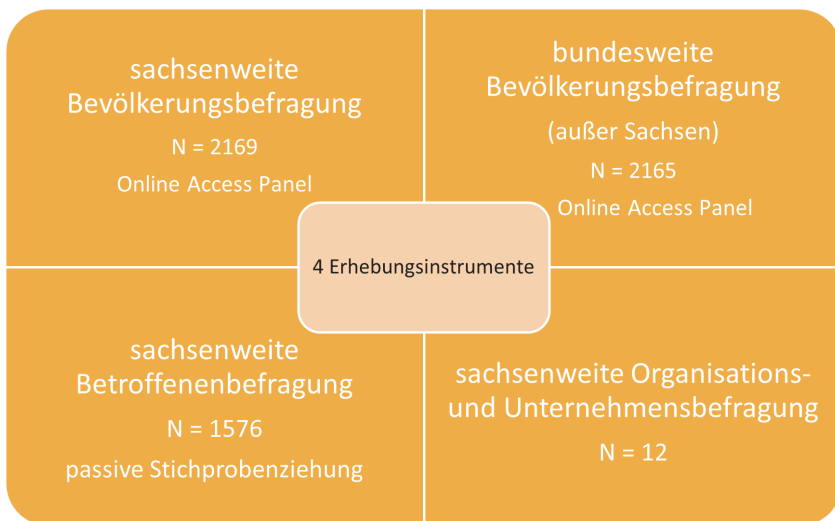 sachsenweite
Bevölkerungsbefragung
N = 2169
Online Access Panel
bundesweite
Bevölkerungsbefragung
(außer Sachsen)
N = 2165
Online Access Panel
4 Erhebungsinstrumente
sachsenweite
Betroffenenbefragung
N = 1576
passive Stichprobenziehung
sachsenweite Organisations-
und Unternehmensbefragung
N = 12